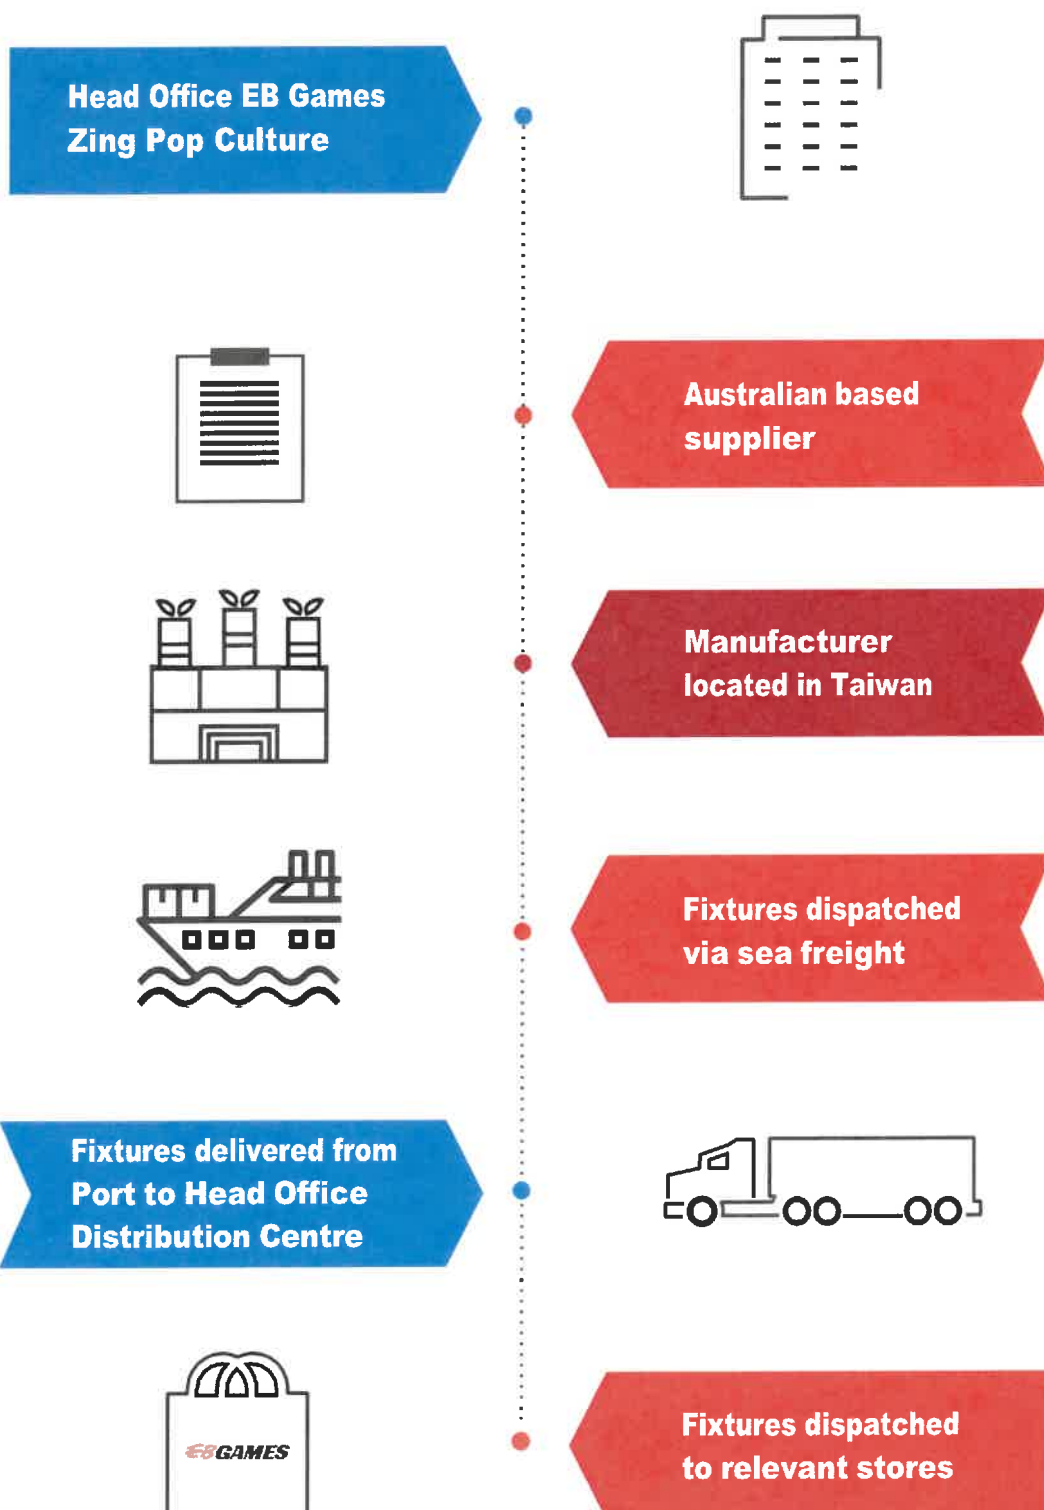 Head Office EB Games
Zing Pop Culture
Australian based
supplier
Manufacturer
located in Taiwan
Fixtures dispatched
via sea freight
Fixtures delivered from
Port to Head Office
Distribution Centre
EBGAMES
Fixtures dispatched
to relevant stores